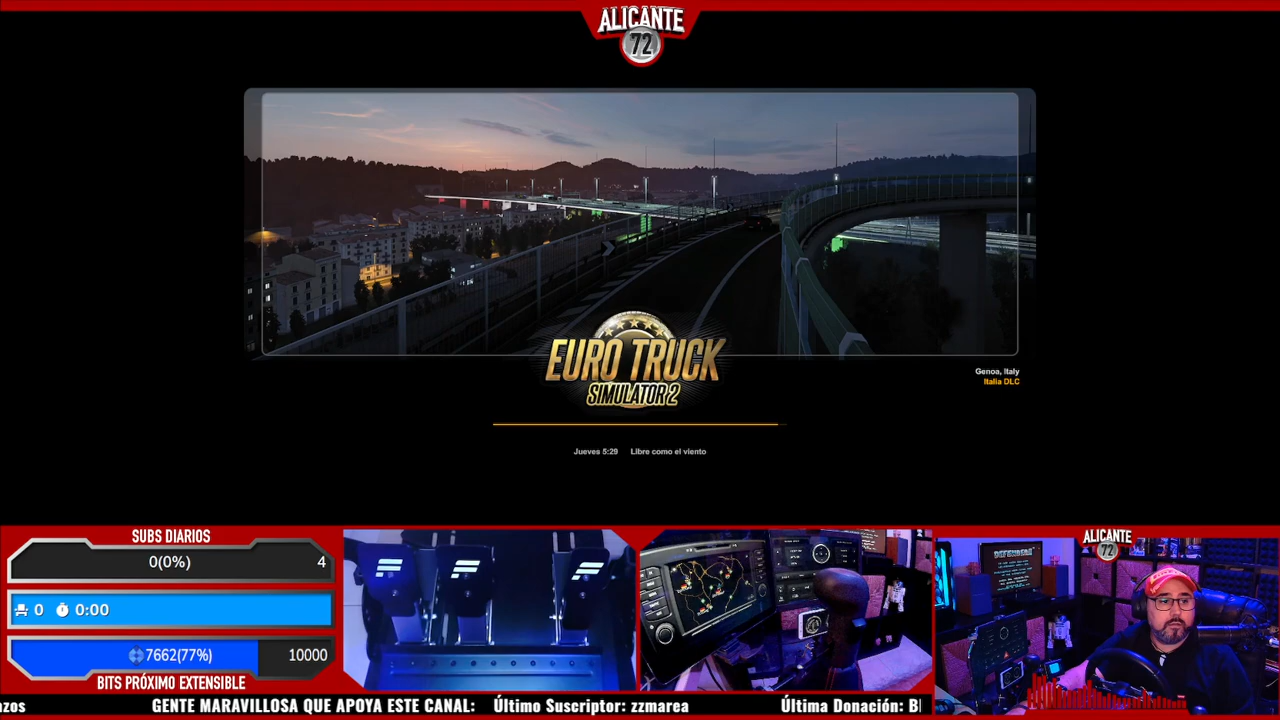 ALICANTE
72
EURO TRUCK
SIMULATOR 2
Genoa, Italy
Italia DLC
Jueves 5:29 Libre como el viento
SUBS DIARIOS
0(0%) 4
0 0:00
7662(77%) 10000
BITS PRÓXIMO EXTENSIBLE
ALICANTE
72
DEFENDERS
zos GENTE MARAVILLOSA QUE APOYA ESTE CANAL: Último Suscriptor: zzmarea Última Donación: B